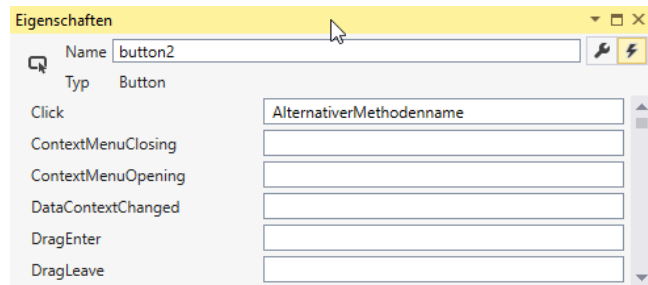 Eigenschaften
Name button2
Typ Button
Click AlternativerMethodenname
ContextMenuClosing
ContextMenuOpening
DataContextChanged
DragEnter
DragLeave